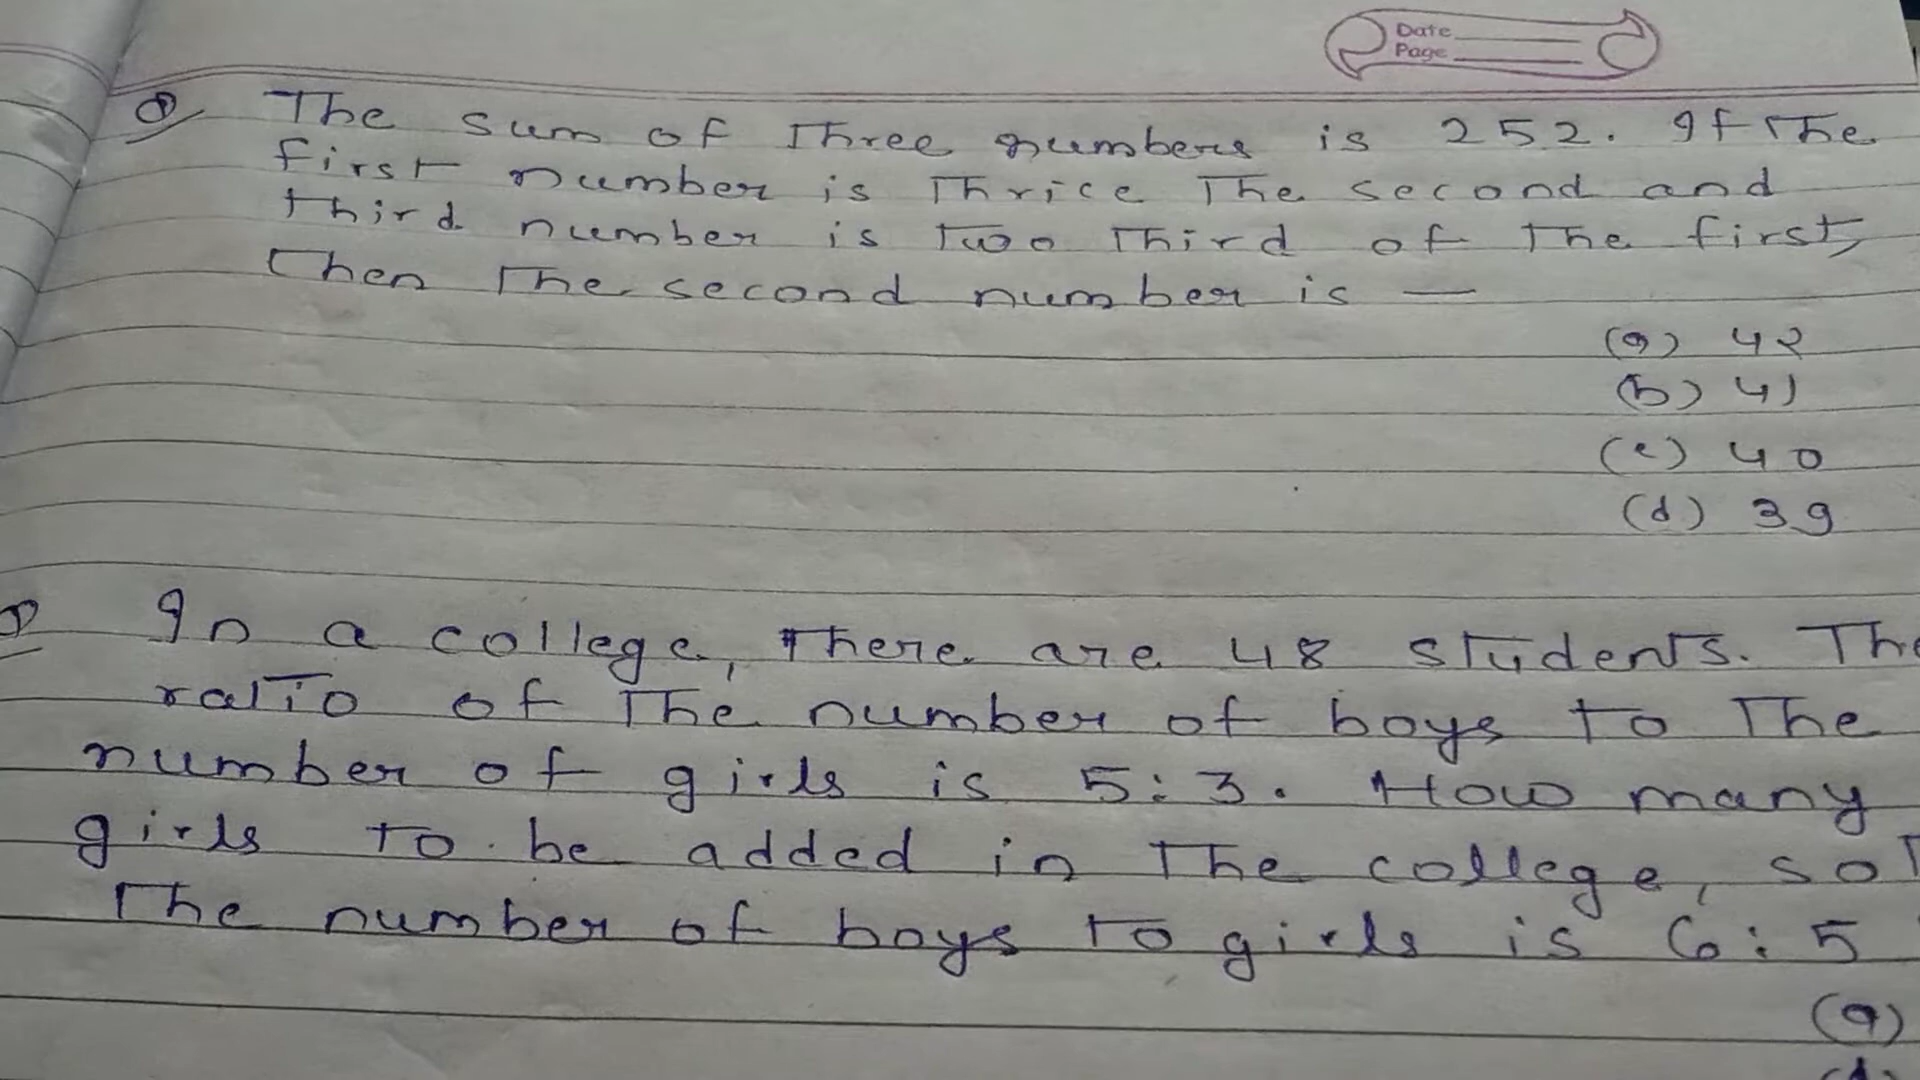 Date
Page
Q The sum of Three numbers is 252. If The
first number is Thrice The second and
third number is Two Third of The first,
Then The second number is —
(a) 42
(b) 41
(c) 40
(d) 39
Q In a college, There are 48 students. The
ratio of The number of boys to The
number of girls is 5:3. How many
girls To be added in The college, so
The number of boys To girls is 6:5
(a)